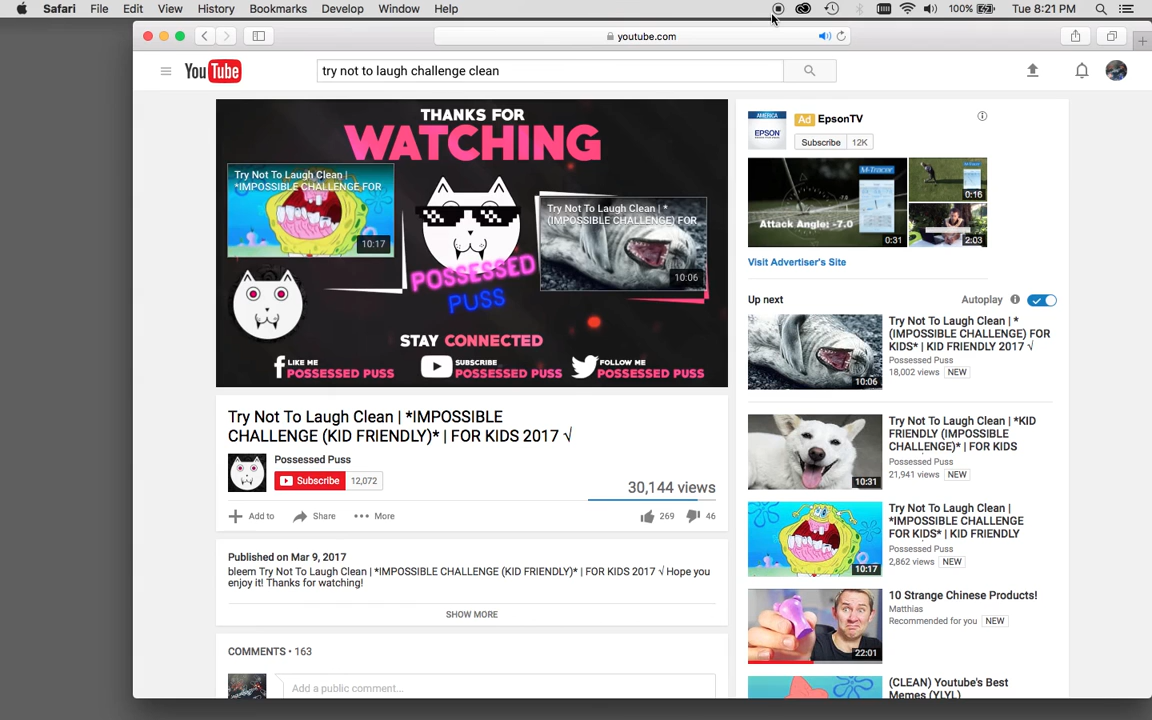 Safari File Edit View History Bookmarks Develop Window Help
100% Tue 8:21 PM
youtube.com
YouTube
try not to laugh challenge clean
THANKS FOR
WATCHING
Try Not To Laugh Clean |
*IMPOSSIBLE CHALLENGE FOR
10:17
Try Not To Laugh Clean | *
(IMPOSSIBLE CHALLENGE) FOR
10:06
POSSESSED
PUSS
STAY CONNECTED
LIKE ME
POSSESSED PUSS
SUBSCRIBE
POSSESSED PUSS
FOLLOW ME
POSSESSED PUSS
Try Not To Laugh Clean | *IMPOSSIBLE
CHALLENGE (KID FRIENDLY)* | FOR KIDS 2017 √
Possessed Puss
Subscribe 12,072
30,144 views
Add to Share More
269 46
Published on Mar 9, 2017
bleem Try Not To Laugh Clean | *IMPOSSIBLE CHALLENGE (KID FRIENDLY)* | FOR KIDS 2017 √ Hope you
enjoy it! Thanks for watching!
SHOW MORE
COMMENTS • 163
Add a public comment...
AMERICA
EPSON
Ad EpsonTV
Subscribe 12K
M-Tracer
Attack Angle: -7.0
0:31
0:16
2:03
Visit Advertiser's Site
Up next
Autoplay
Try Not To Laugh Clean | *
(IMPOSSIBLE CHALLENGE) FOR
KIDS* | KID FRIENDLY 2017 √
Possessed Puss
18,002 views NEW
10:06
Try Not To Laugh Clean | *KID
FRIENDLY (IMPOSSIBLE
CHALLENGE)* | FOR KIDS
Possessed Puss
21,941 views NEW
10:31
Try Not To Laugh Clean |
*IMPOSSIBLE CHALLENGE
FOR KIDS* | KID FRIENDLY
Possessed Puss
2,862 views NEW
10:17
10 Strange Chinese Products!
Matthias
Recommended for you NEW
22:01
(CLEAN) Youtube's Best
Memes (YLYL)